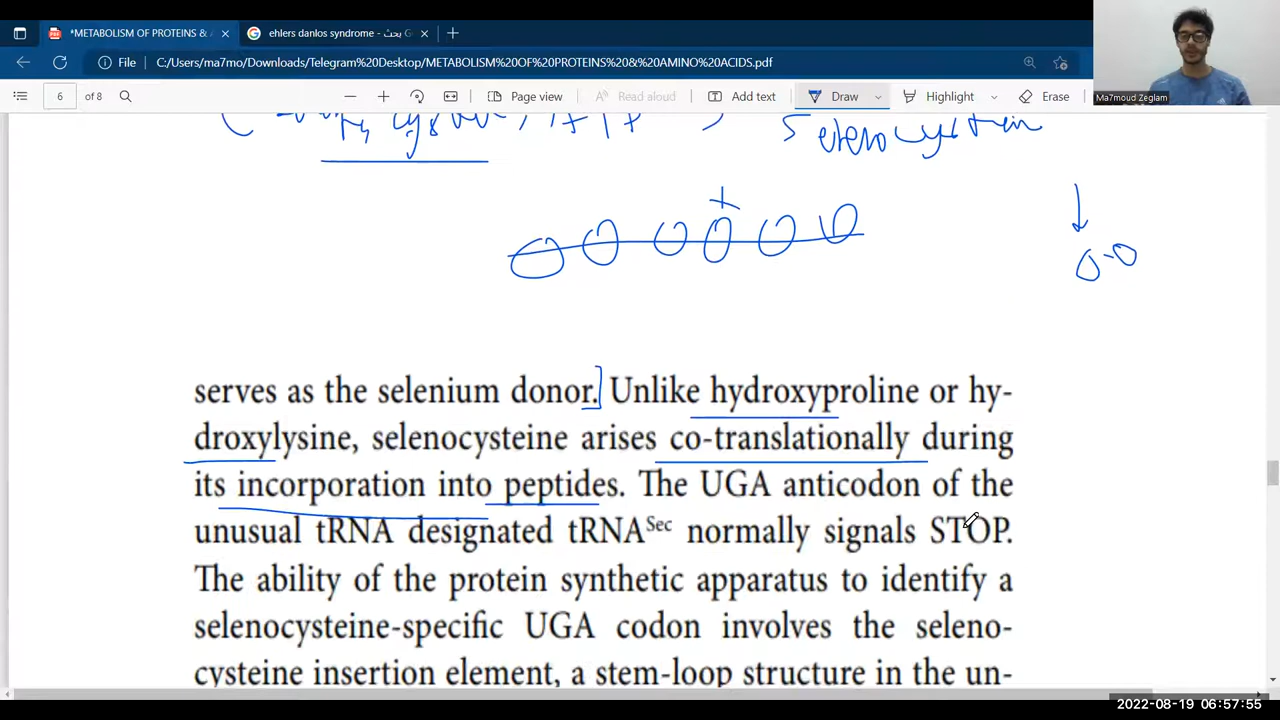 *METABOLISM OF PROTEINS & A
ehlers danlos syndrome - بحث G
File
C:/Users/ma7mo/Downloads/Telegram%20Desktop/METABOLISM%20OF%20PROTEINS%20&%20AMINO%20ACIDS.pdf
Ma7moud Zeglam
6 of 8
Page view
Read aloud
Add text
Draw
Highlight
Erase
serves as the selenium donor. Unlike hydroxyproline or hy-
droxylysine, selenocysteine arises co-translationally during
its incorporation into peptides. The UGA anticodon of the
unusual tRNA designated tRNASec normally signals STOP.
The ability of the protein synthetic apparatus to identify a
selenocysteine-specific UGA codon involves the seleno-
cysteine insertion element, a stem-loop structure in the un-
2022-08-19 06:57:55